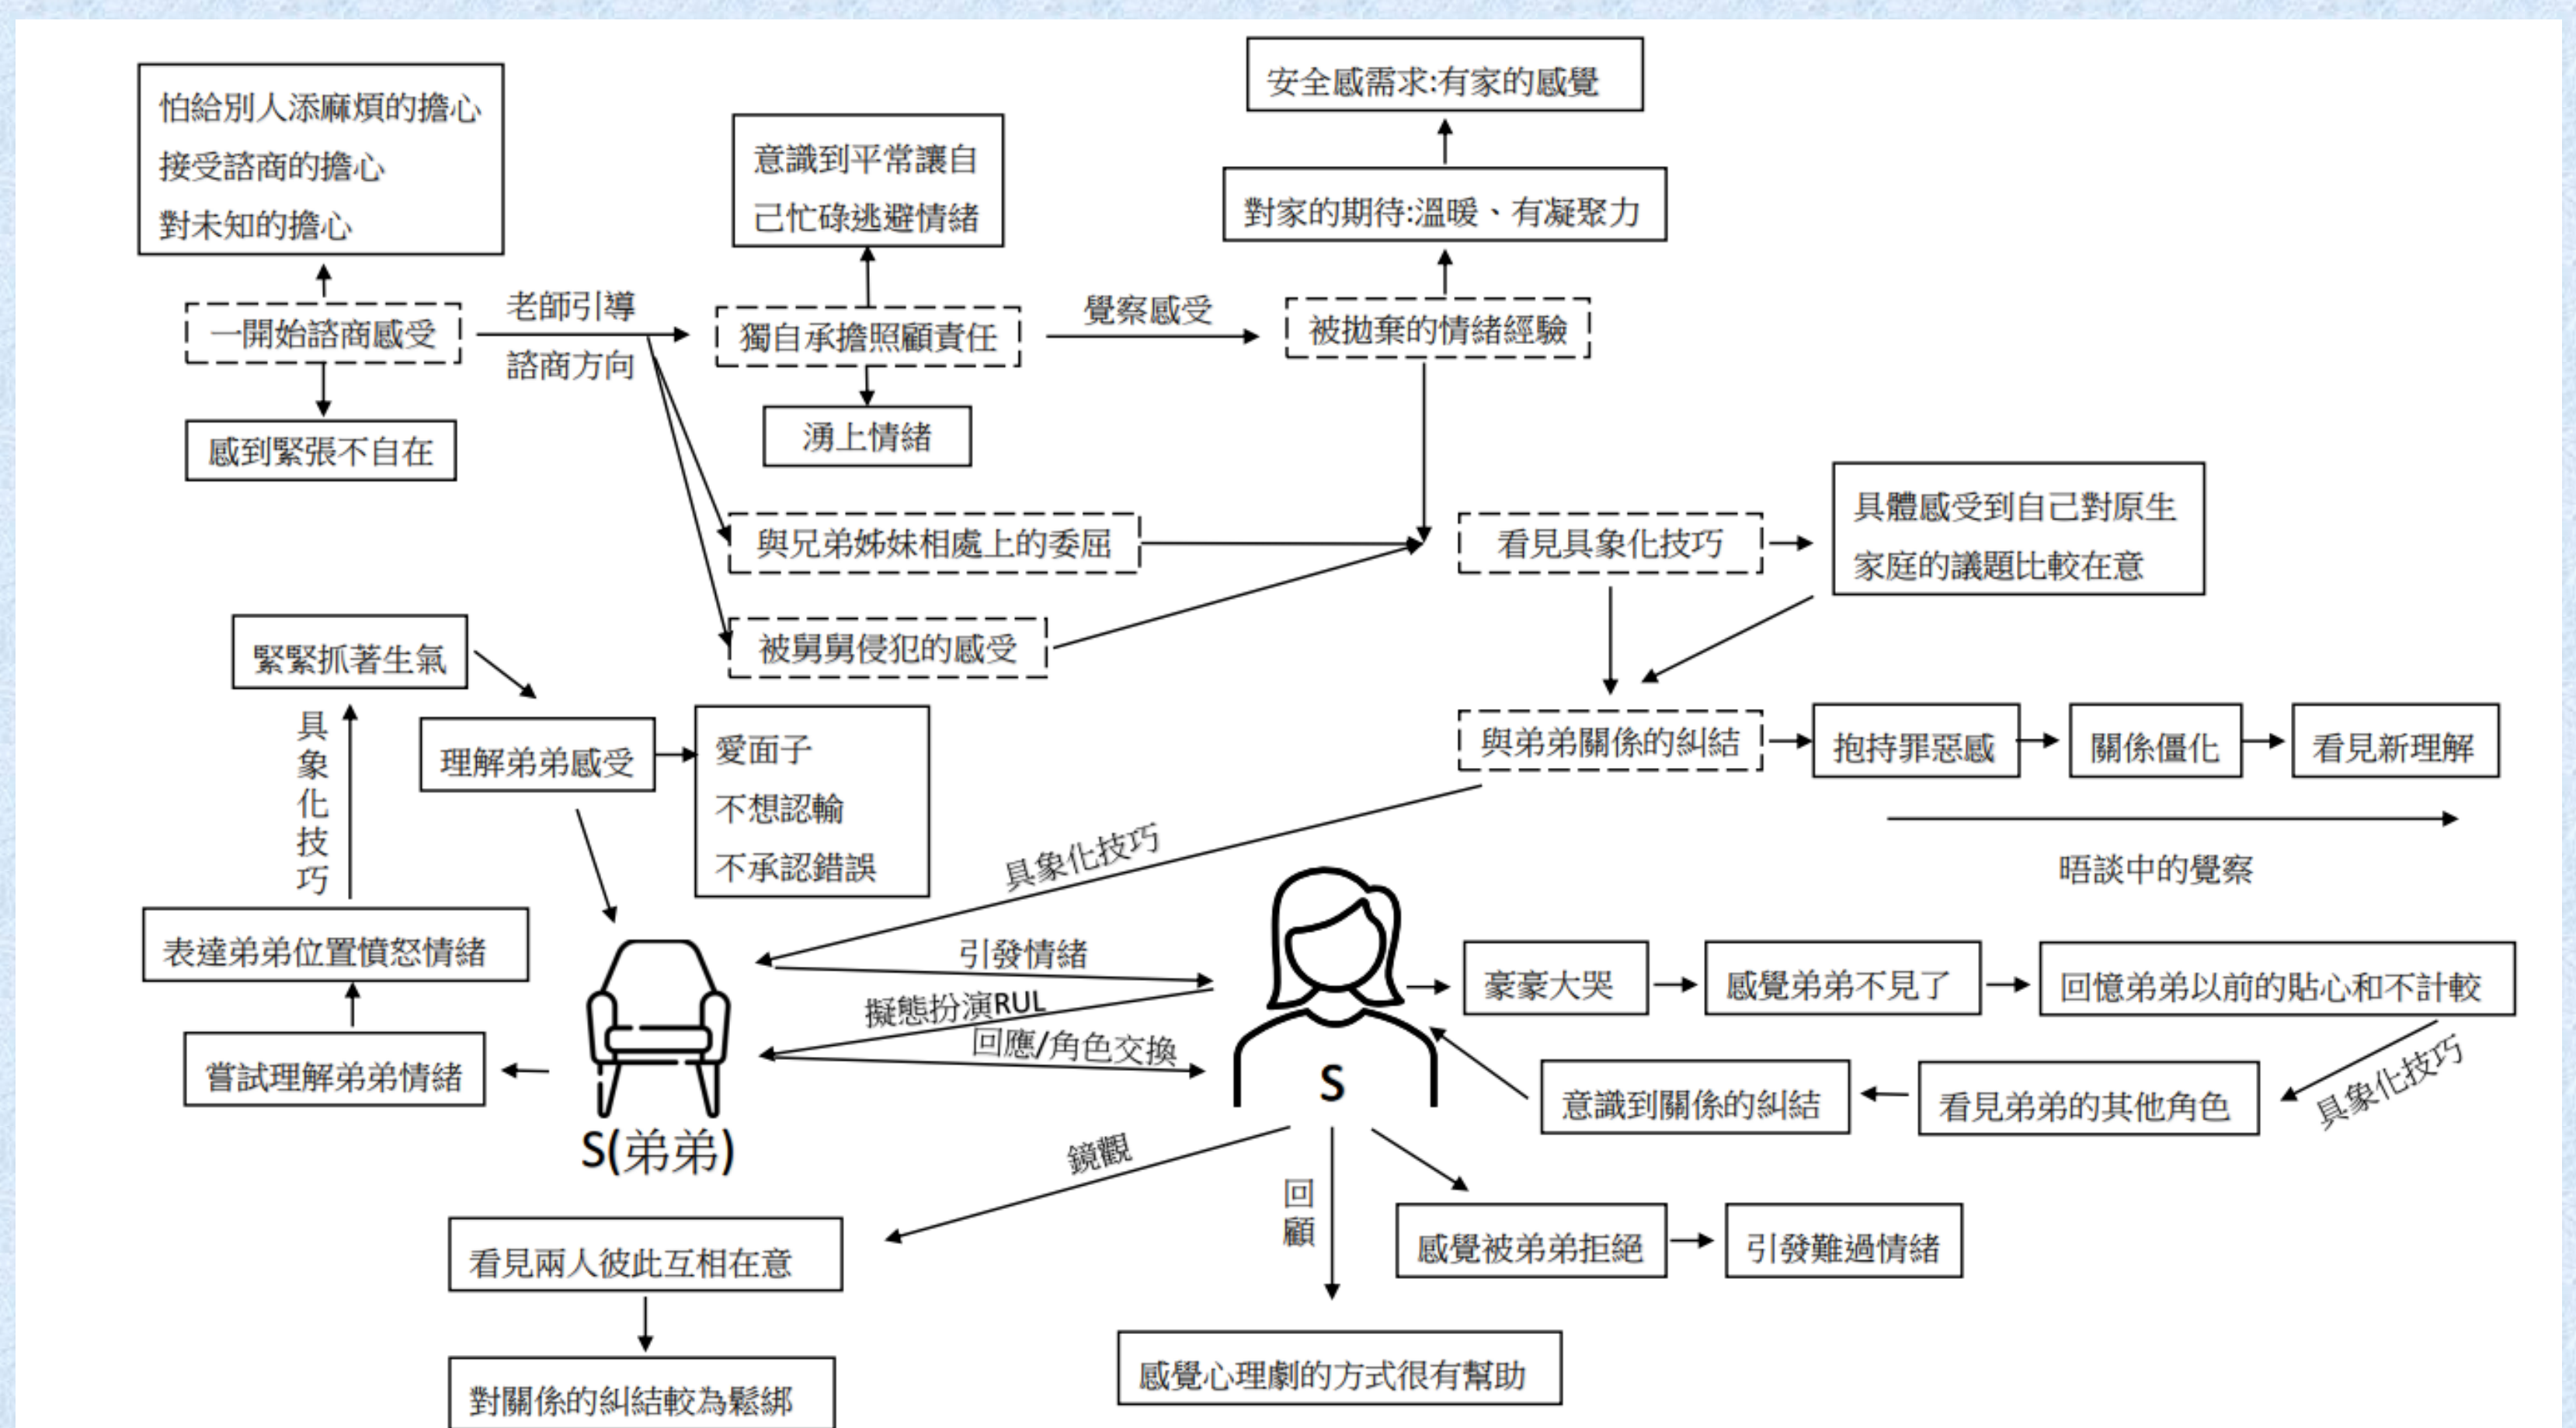 怕給別人添麻煩的擔心
接受諮商的擔心
對未知的擔心
一開始諮商感受
感到緊張不自在
老師引導
諮商方向
意識到平常讓自
己忙碌逃避情緒
獨自承擔照顧責任
湧上情緒
覺察感受
安全感需求:有家的感覺
對家的期待:溫暖、有凝聚力
被拋棄的情緒經驗
與兄弟姊妹相處上的委屈
被舅舅侵犯的感受
看見具象化技巧
具體感受到自己對原生
家庭的議題比較在意
與弟弟關係的糾結
抱持罪惡感
關係僵化
看見新理解
晤談中的覺察
緊緊抓著生氣
具象化技巧
理解弟弟感受
愛面子
不想認輸
不承認錯誤
表達弟弟位置憤怒情緒
嘗試理解弟弟情緒
S(弟弟)
具象化技巧
引發情緒
擬態扮演RUL
回應/角色交換
S
豪豪大哭
感覺弟弟不見了
回憶弟弟以前的貼心和不計較
具象化技巧
看見弟弟的其他角色
意識到關係的糾結
鏡觀
回顧
感覺被弟弟拒絕
引發難過情緒
看見兩人彼此互相在意
對關係的糾結較為鬆綁
感覺心理劇的方式很有幫助